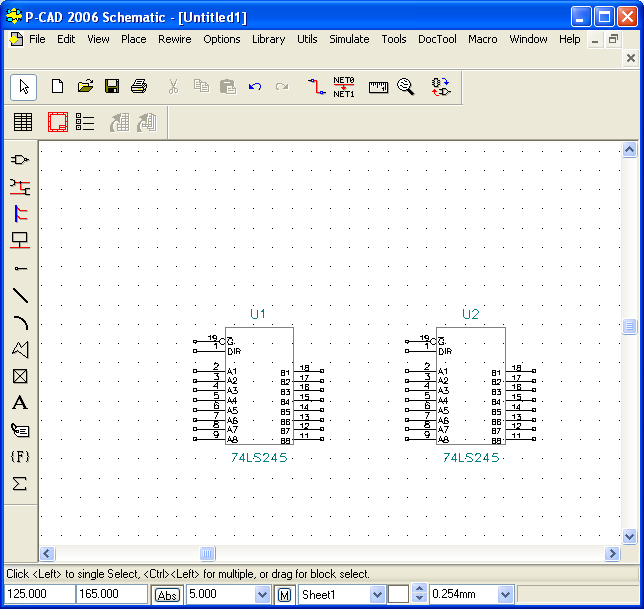 P-CAD 2006 Schematic - [Untitled1]
File Edit View Place Rewire Options Library Utils Simulate Tools DocTool Macro Window Help
NET0
NET1
A
{F}
Σ
U1 U2
19 G 19 G
1 DIR 1 DIR
2 A1 B1 18 2 A1 B1 18
3 A2 B2 17 3 A2 B2 17
4 A3 B3 16 4 A3 B3 16
5 A4 B4 15 5 A4 B4 15
6 A5 B5 14 6 A5 B5 14
7 A6 B6 13 7 A6 B6 13
8 A7 B7 12 8 A7 B7 12
9 A8 B8 11 9 A8 B8 11
74LS245 74LS245
Click <Left> to single Select, <Ctrl><Left> for multiple, or drag for block select.
125.000 165.000 Abs 5.000 M Sheet1 0.254mm